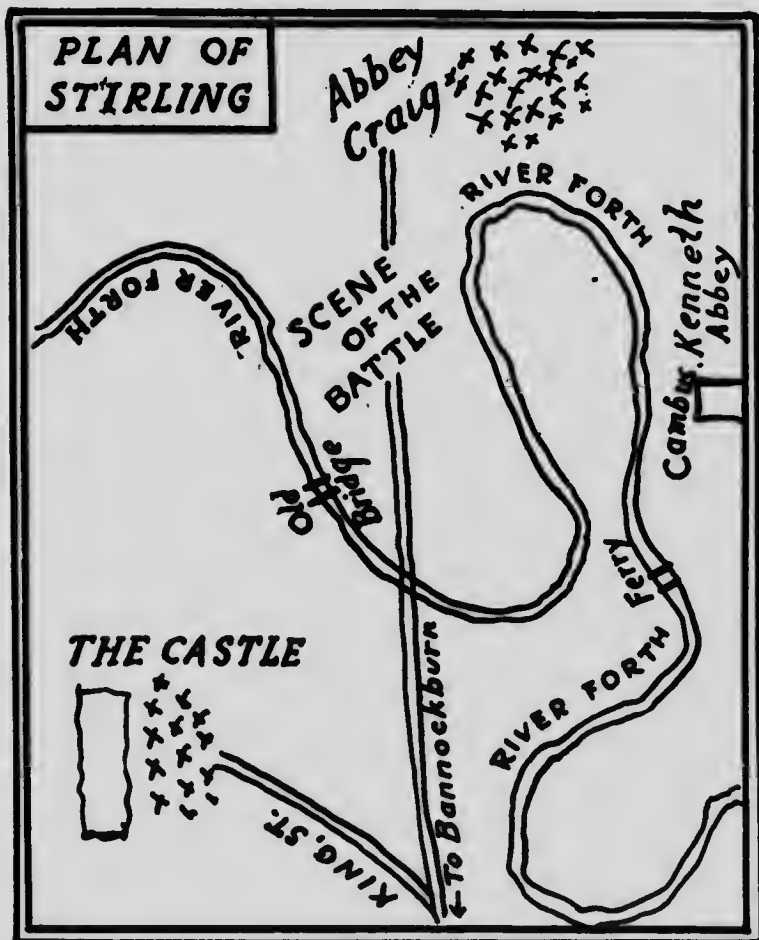 PLAN OF
STIRLING
Abbey
Craig
RIVER FORTH
RIVER FORTH
Cambus.Kenneth
Abbey
SCENE
OF THE
BATTLE
Old
Bridge
Ferry
THE CASTLE
RIVER FORTH
KING, ST.
←To Bannockburn